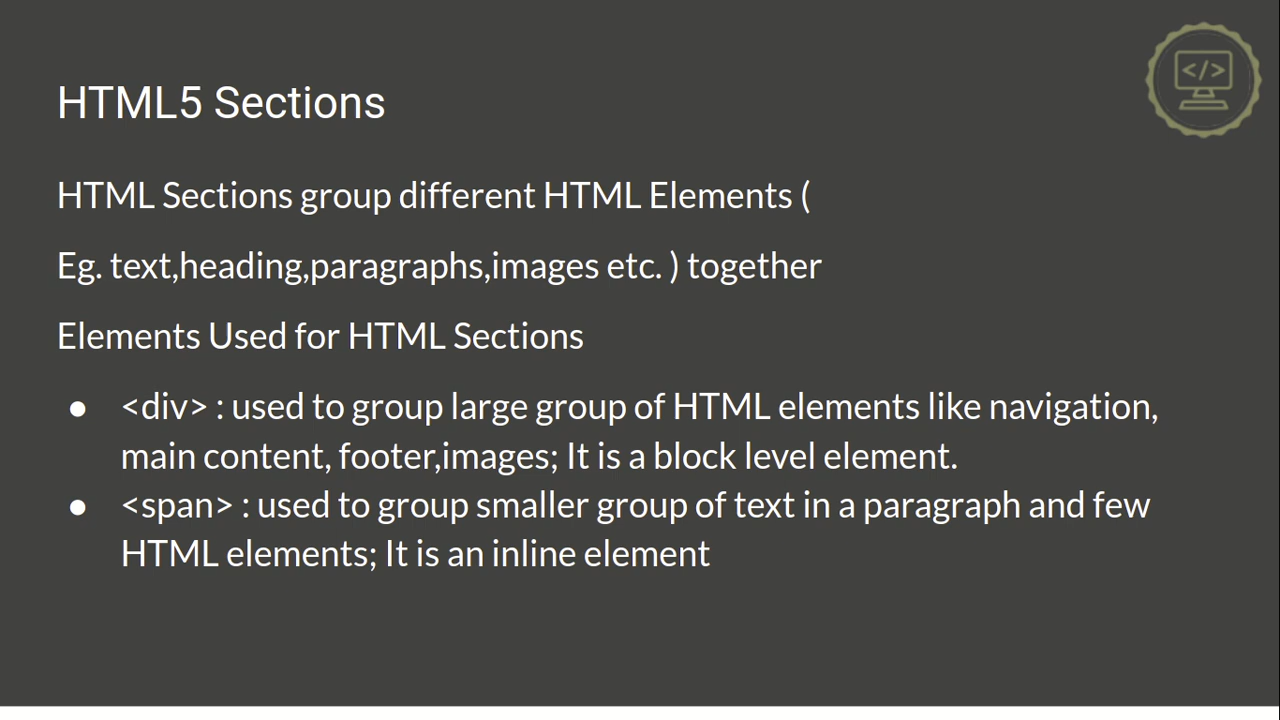 </>
HTML5 Sections
HTML Sections group different HTML Elements (
Eg. text,heading,paragraphs,images etc. ) together
Elements Used for HTML Sections
● <div> : used to group large group of HTML elements like navigation,
main content, footer,images; It is a block level element.
● <span> : used to group smaller group of text in a paragraph and few
HTML elements; It is an inline element